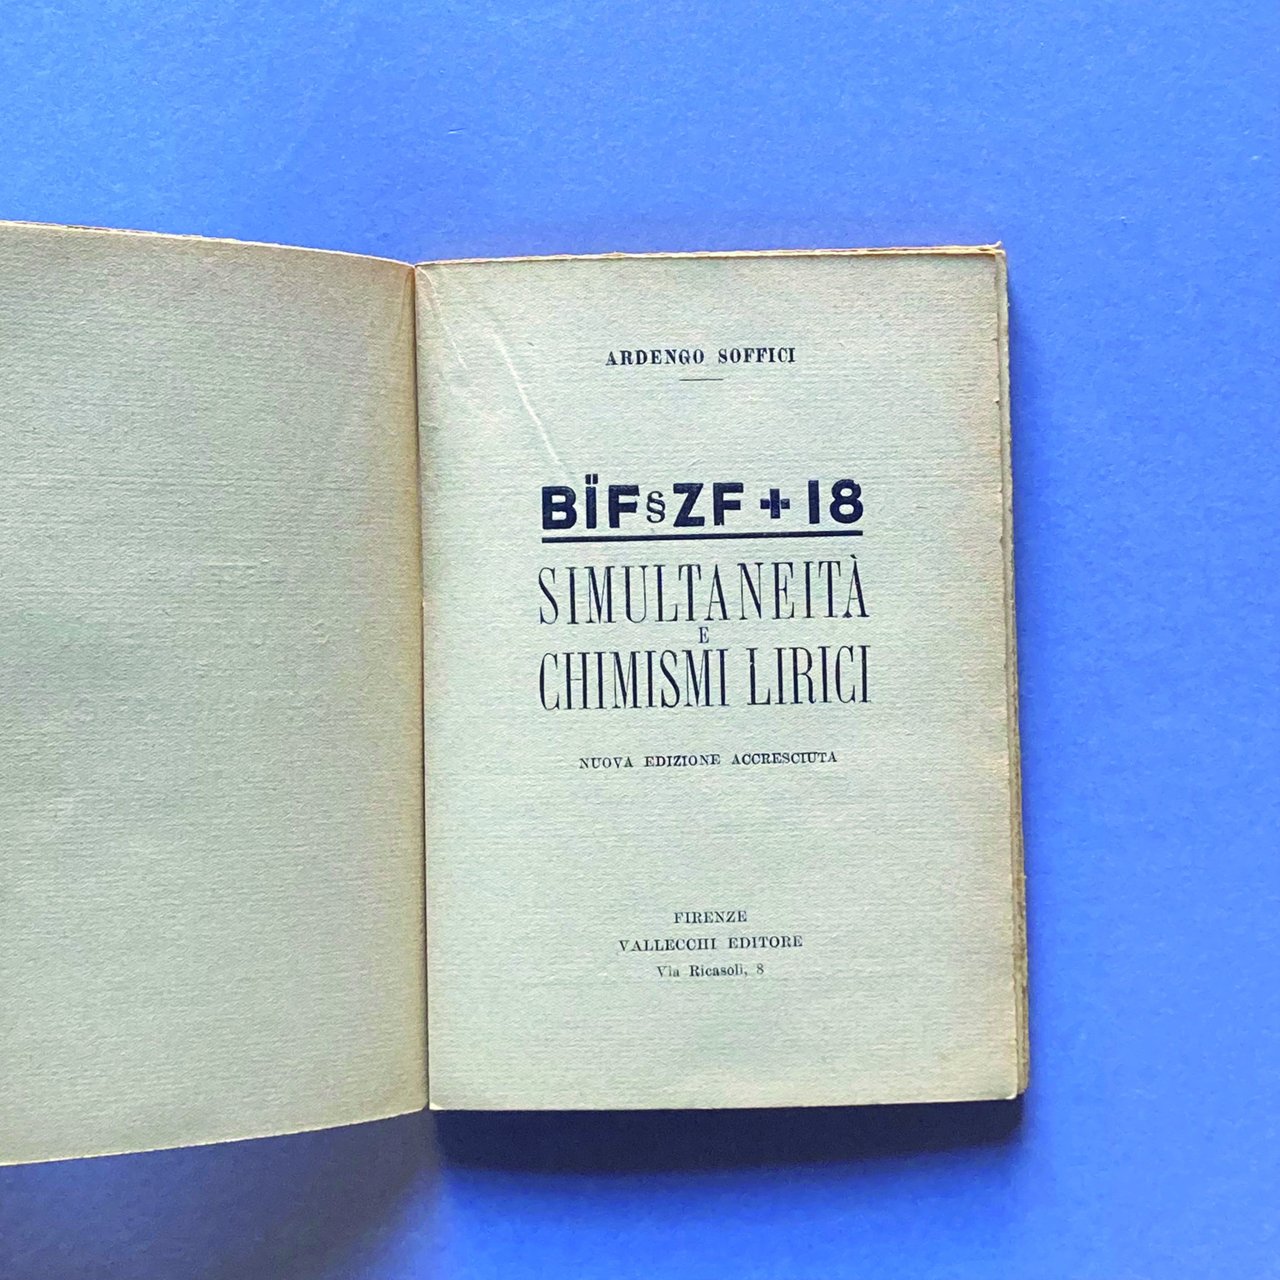 ARDENGO SOFFICI
BÏF§ZF + 18
SIMULTANEITÀ
E
CHIMISMI LIRICI
NUOVA EDIZIONE ACCRESCIUTA
FIRENZE
VALLECCHI EDITORE
Via Ricasoli, 8